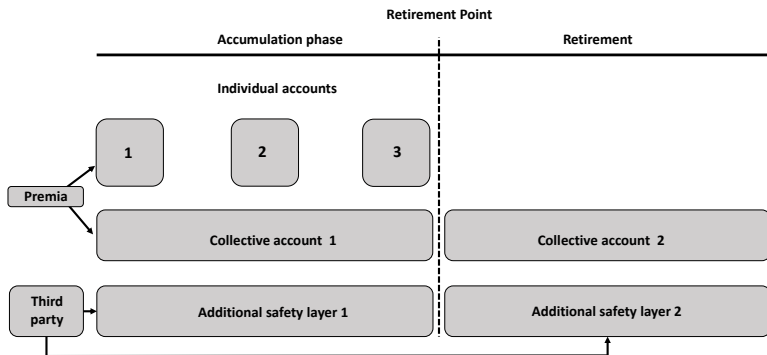 Retirement Point
Accumulation phase
Retirement
Individual accounts
1
2
3
Premia
Collective account 1
Collective account 2
Third
party
Additional safety layer 1
Additional safety layer 2